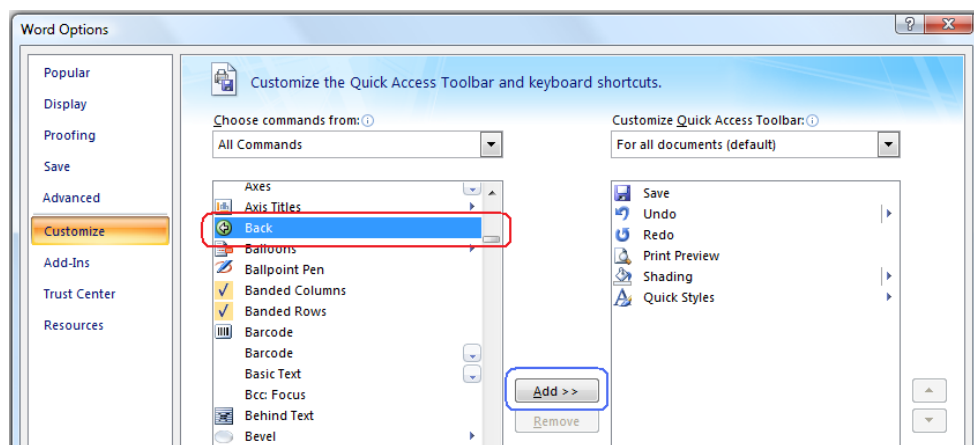 Word Options
?
X
Popular
Display
Proofing
Save
Advanced
Customize
Add-Ins
Trust Center
Resources
Customize the Quick Access Toolbar and keyboard shortcuts.
Choose commands from:
All Commands
Axes
Axis Titles
Back
Balloons
Ballpoint Pen
Banded Columns
Banded Rows
Barcode
Barcode
Basic Text
Bcc: Focus
Behind Text
Bevel
Add >>
Remove
Customize Quick Access Toolbar:
For all documents (default)
Save
Undo
Redo
Print Preview
Shading
Quick Styles